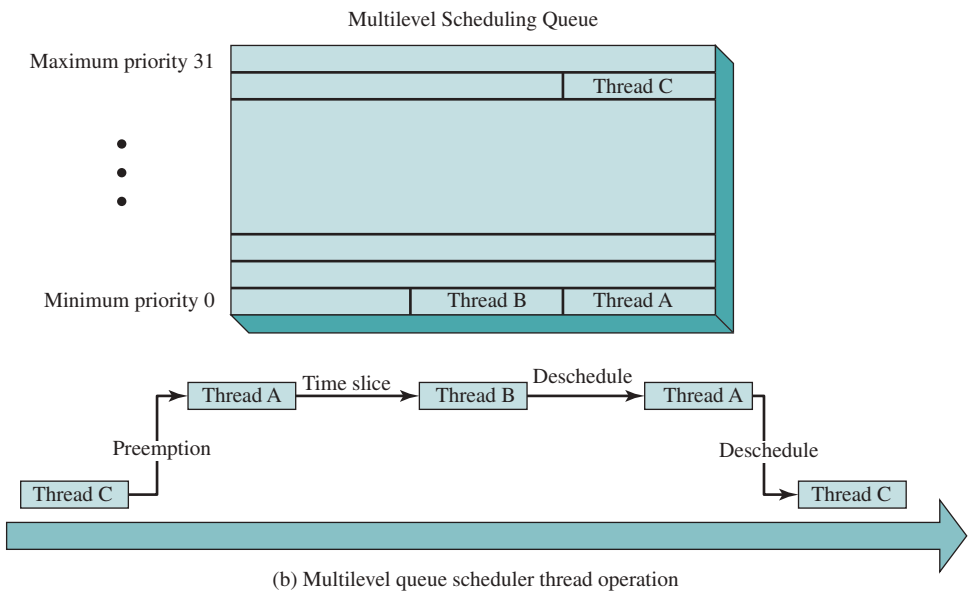 Multilevel Scheduling Queue
Maximum priority 31
Thread C
Minimum priority 0
Thread B
Thread A
Thread A
Time slice
Thread B
Deschedule
Thread A
Preemption
Deschedule
Thread C
Thread C
(b) Multilevel queue scheduler thread operation